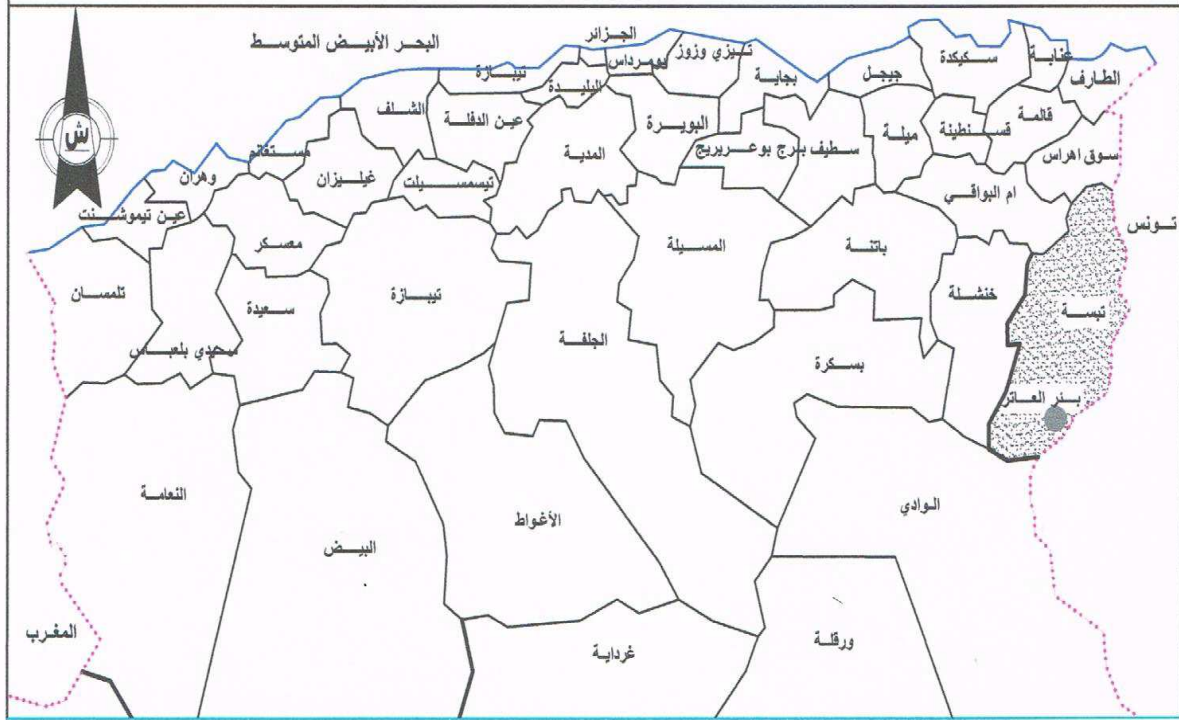 الجزائر
البحر الأبيض المتوسط
تيزي وزوز
بومرداس
تيبازة
البليدة
بجاية
جيجل
سكيكدة
عنابة
الطارف
الشلف
عين الدفلة
المدية
البويرة
برج بوعريريج
سطيف
ميلة
قسنطينة
قالمة
سوق اهراس
ش
مستغانم
وهران
غيليزان
تيسمسيلت
ام البواقي
عين تيموشنت
معسكر
المسيلة
باتنة
تونس
تلمسان
سعيدة
تيبازة
الجلفة
خنشلة
تبسة
سيدي بلعباس
بسكرة
بئر العاتر
النعامة
البيض
الأغواط
الوادي
المغرب
غرداية
ورقلة